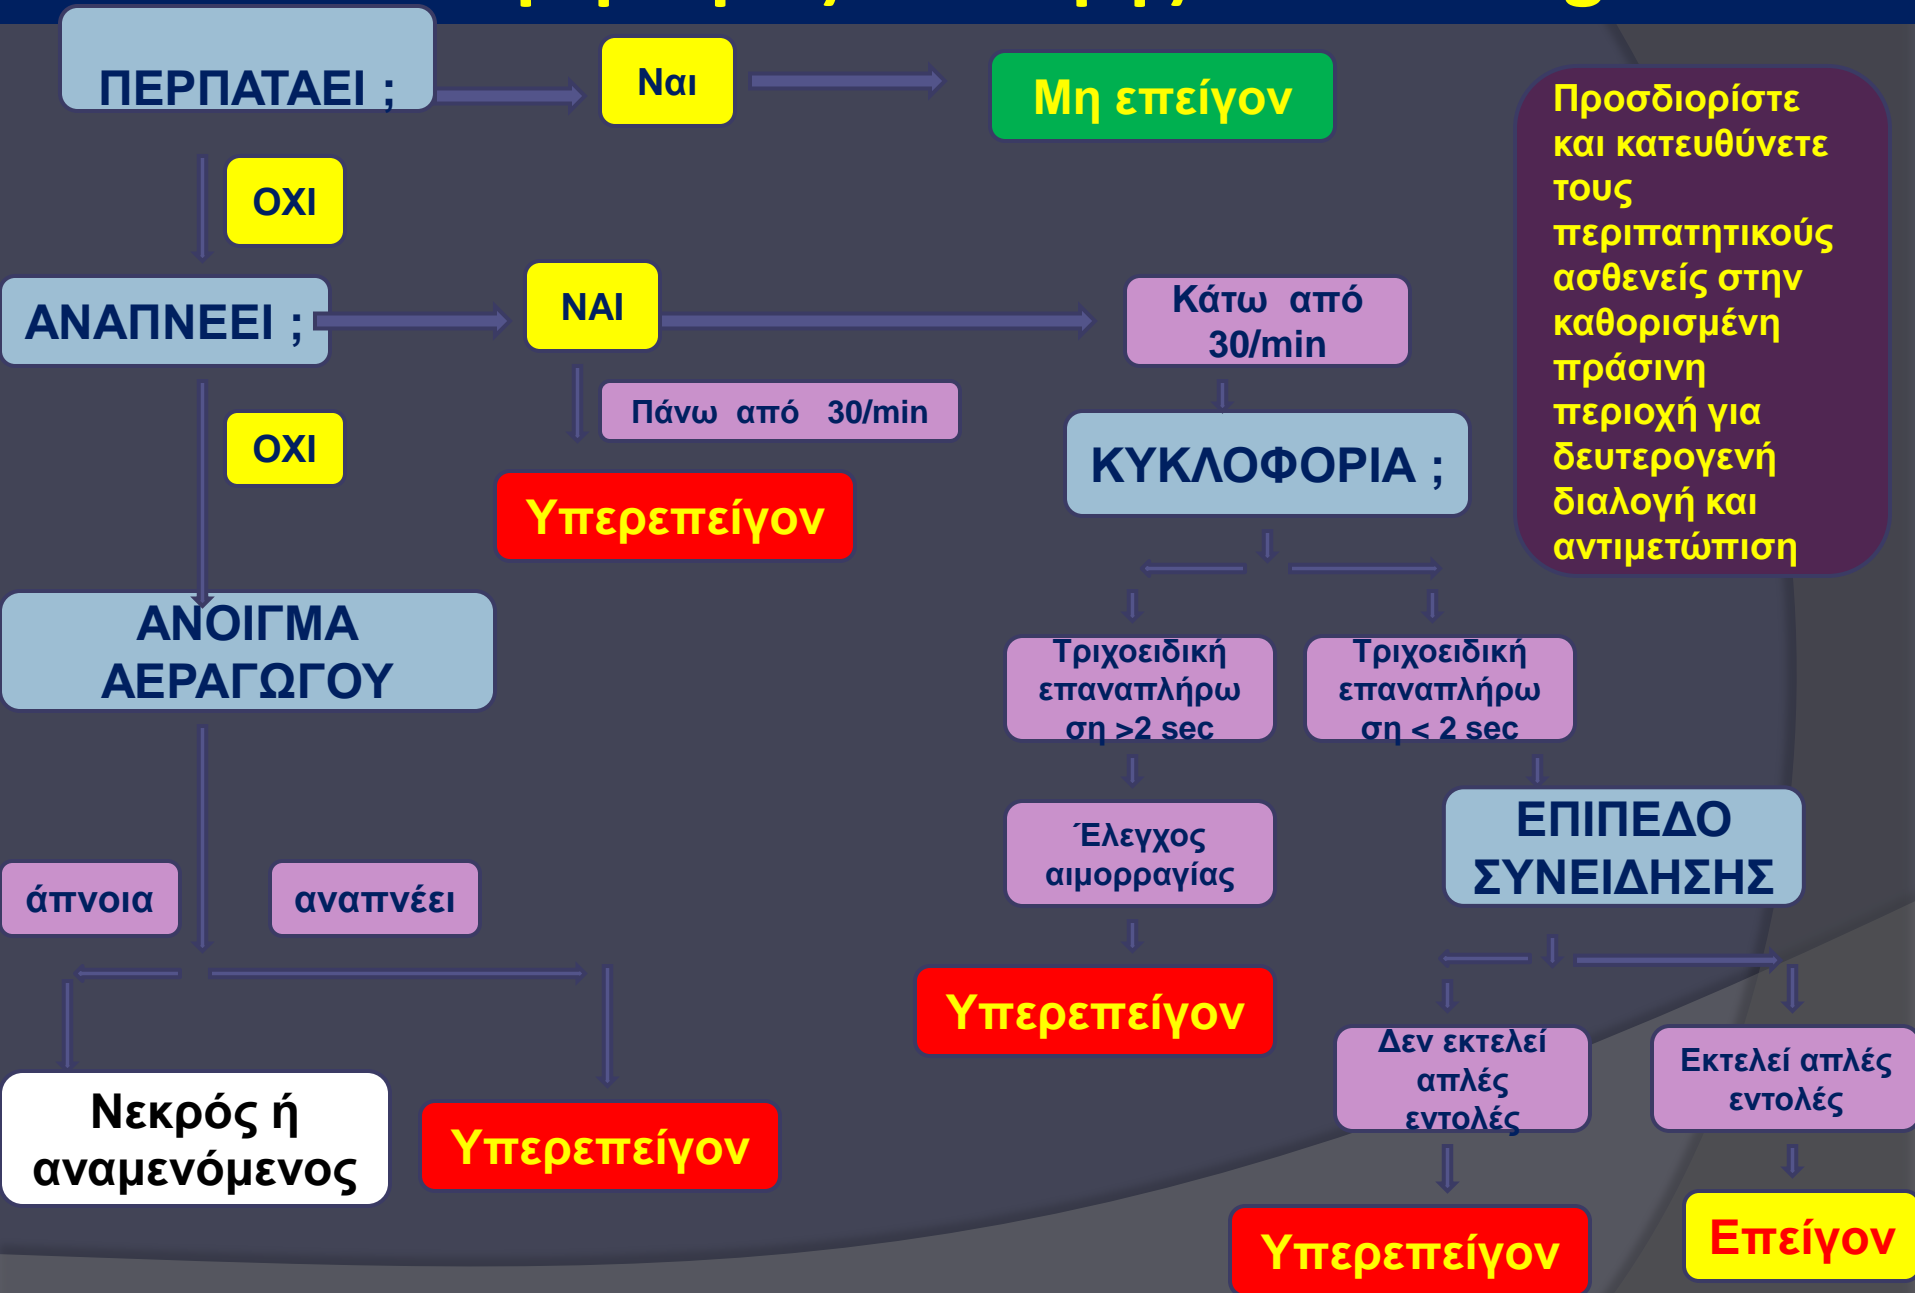 ΠΕΡΠΑΤΑΕΙ ;
Ναι
Μη επείγον
Προσδιορίστε
και κατευθύνετε
τους
περιπατητικούς
ασθενείς στην
καθορισμένη
πράσινη
περιοχή για
δευτερογενή
διαλογή και
αντιμετώπιση
ΟΧΙ
ΑΝΑΠΝΕΕΙ ;
ΝΑΙ
Κάτω από
30/min
Πάνω από 30/min
ΟΧΙ
ΚΥΚΛΟΦΟΡΙΑ ;
Υπερεπείγον
ΑΝΟΙΓΜΑ
ΑΕΡΑΓΩΓΟΥ
Τριχοειδική
επαναπλήρω
ση >2 sec
Τριχοειδική
επαναπλήρω
ση < 2 sec
Έλεγχος
αιμορραγίας
ΕΠΙΠΕΔΟ
ΣΥΝΕΙΔΗΣΗΣ
άπνοια
αναπνέει
Υπερεπείγον
Δεν εκτελεί
απλές
εντολές
Εκτελεί απλές
εντολές
Νεκρός ή
αναμενόμενος
Υπερεπείγον
Υπερεπείγον
Επείγον